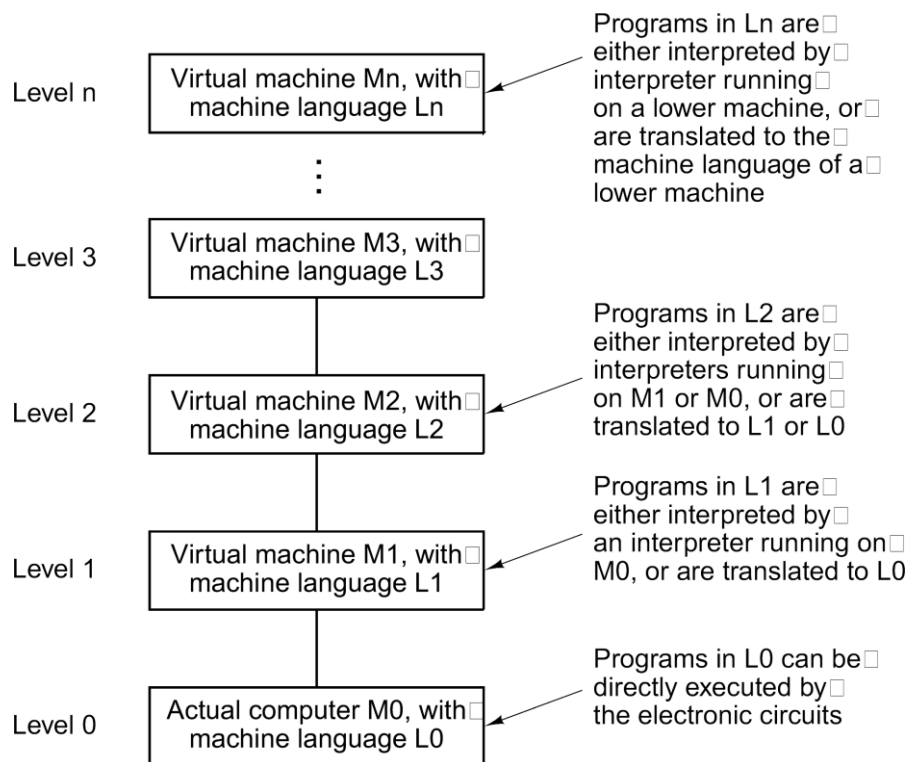 Level n
Virtual machine Mn, with
machine language Ln
Programs in Ln are
either interpreted by
interpreter running
on a lower machine, or
are translated to the
machine language of a
lower machine
Level 3
Virtual machine M3, with
machine language L3
Level 2
Virtual machine M2, with
machine language L2
Programs in L2 are
either interpreted by
interpreters running
on M1 or M0, or are
translated to L1 or L0
Level 1
Virtual machine M1, with
machine language L1
Programs in L1 are
either interpreted by
an interpreter running on
M0, or are translated to L0
Level 0
Actual computer M0, with
machine language L0
Programs in L0 can be
directly executed by
the electronic circuits